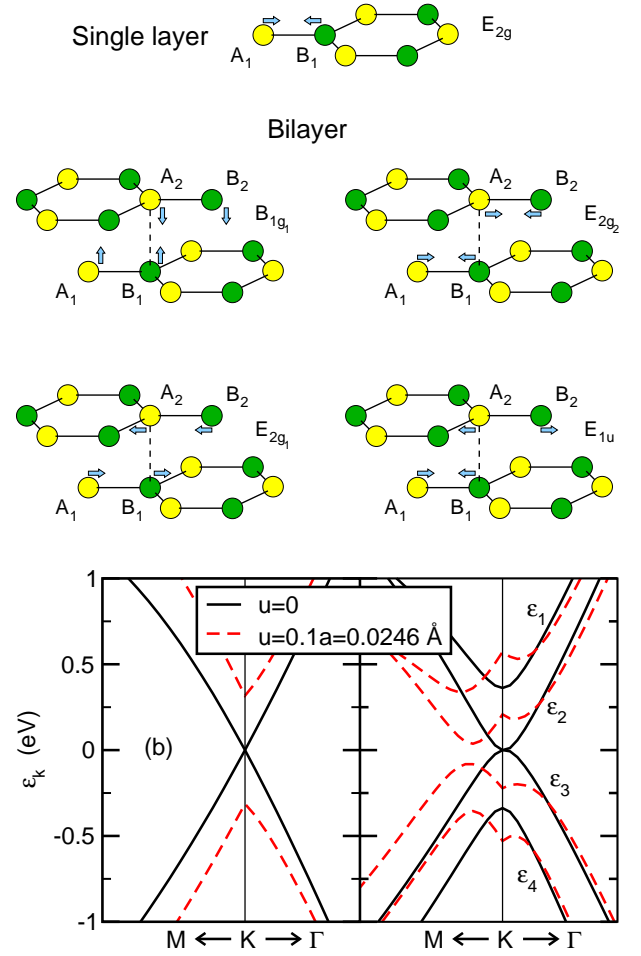 Single layer
E2g
A1
B1
Bilayer
A2
B2
B1g1
A1
B1
A2
B2
E2g2
A1
B1
A2
B2
E2g1
A1
B1
A2
B2
E1u
A1
B1
1
0.5
0
-0.5
-1
εk (eV)
u=0
u=0.1a=0.0246 Å
(b)
ε1
ε2
ε3
ε4
M ← K → Γ
M ← K → Γ